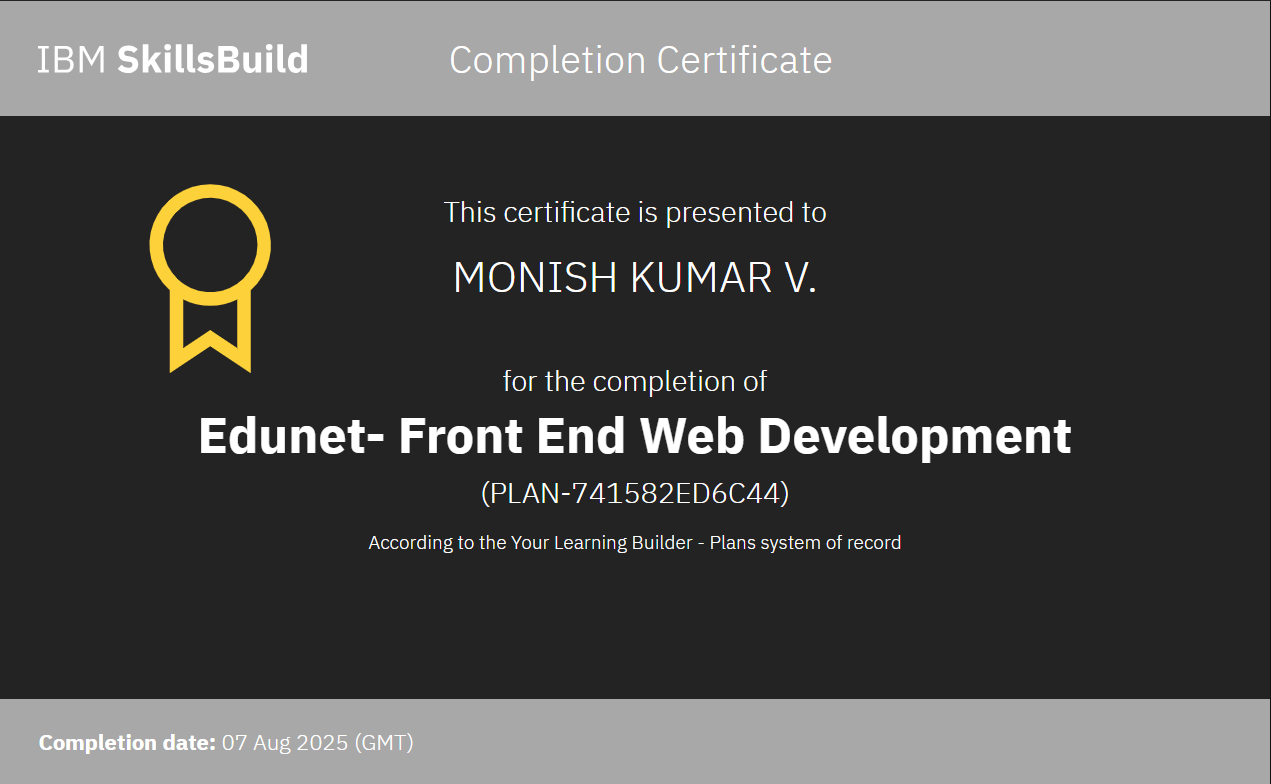 IBM SkillsBuild
Completion Certificate
This certificate is presented to
MONISH KUMAR V.
for the completion of
Edunet- Front End Web Development
(PLAN-741582ED6C44)
According to the Your Learning Builder - Plans system of record
Completion date: 07 Aug 2025 (GMT)